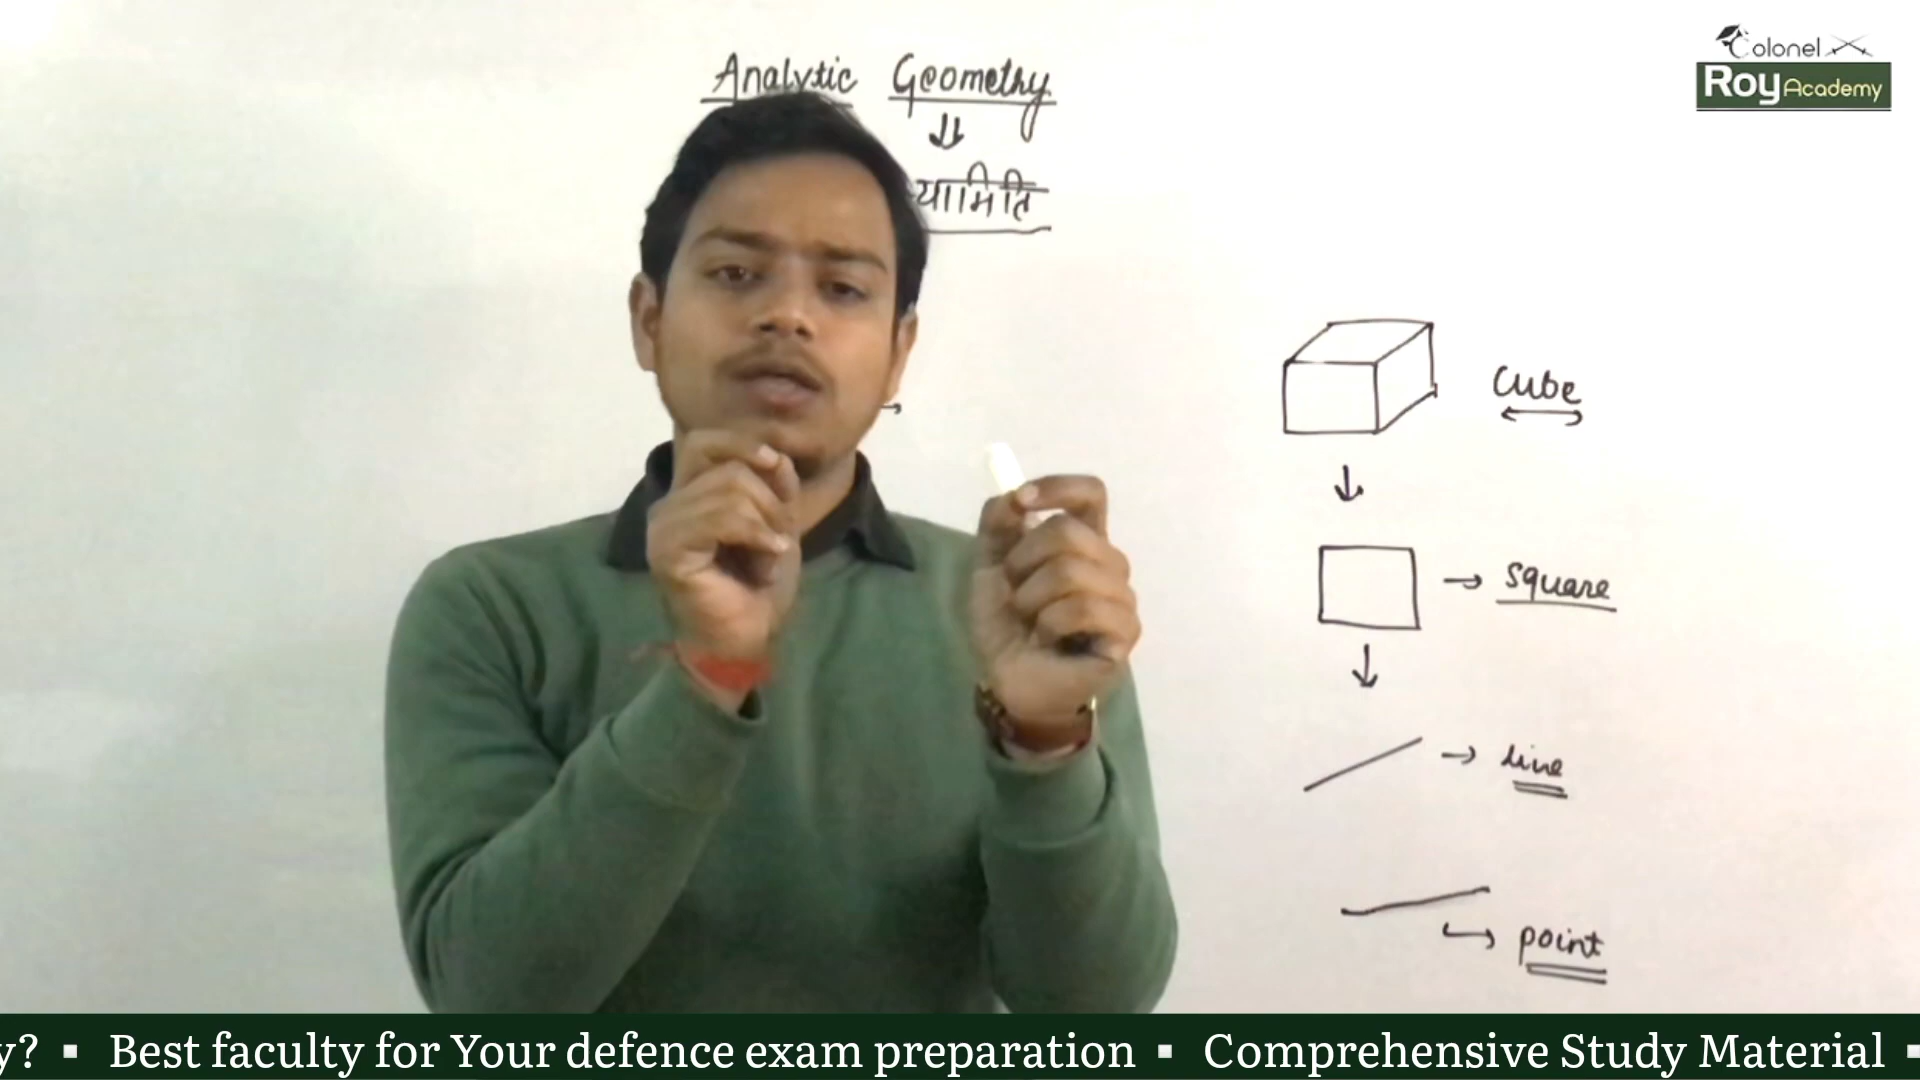 Analytic Geometry
यामिति
Colonel
Roy Academy
cube
square
line
point
y? ▪ Best faculty for Your defence exam preparation ▪ Comprehensive Study Material ▪